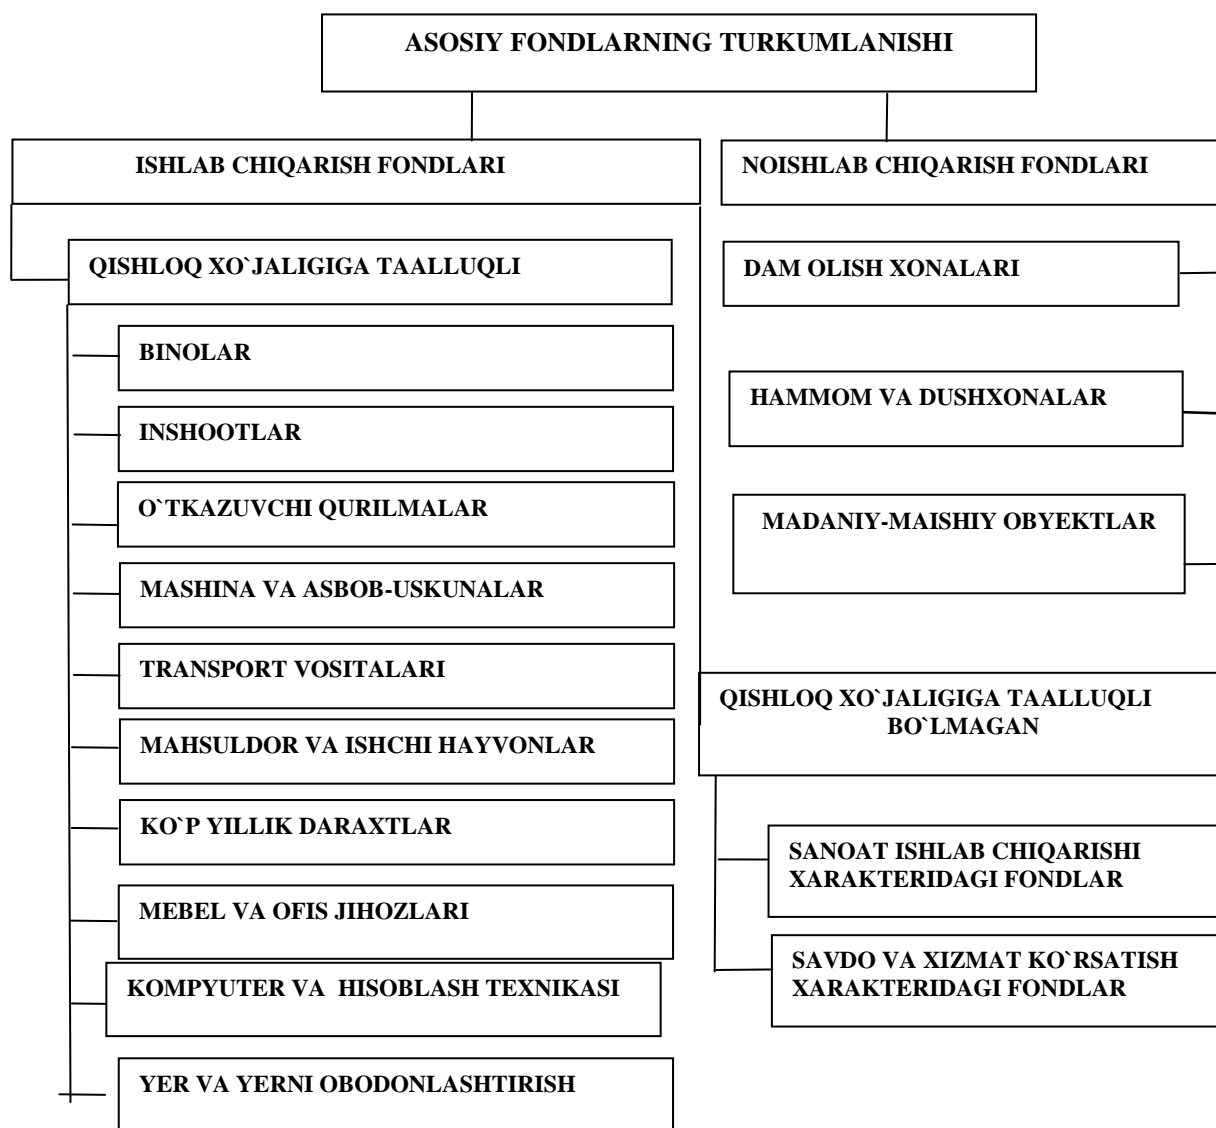 ASOSIY FONDLARNING TURKUMLANISHI
ISHLAB CHIQARISH FONDLARI
NOISHLAB CHIQARISH FONDLARI
QISHLOQ XO`JALIGIGA TAALLUQLI
BINOLAR
INSHOOTLAR
O`TKAZUVCHI QURILMALAR
MASHINA VA ASBOB-USKUNALAR
TRANSPORT VOSITALARI
MAHSULDOR VA ISHCHI HAYVONLAR
KO`P YILLIK DARAXTLAR
MEBEL VA OFIS JIHOZLARI
KOMPYUTER VA HISOBLASH TEXNIKASI
YER VA YERNI OBODONLASHTIRISH
DAM OLISH XONALARI
HAMMOM VA DUSHXONALAR
MADANIY-MAISHIY OBYEKTLAR
QISHLOQ XO`JALIGIGA TAALLUQLI
BO`LMAGAN
SANOAT ISHLAB CHIQARISHI
XARAKTERIDAGI FONDLAR
SAVDO VA XIZMAT KO`RSATISH
XARAKTERIDAGI FONDLAR